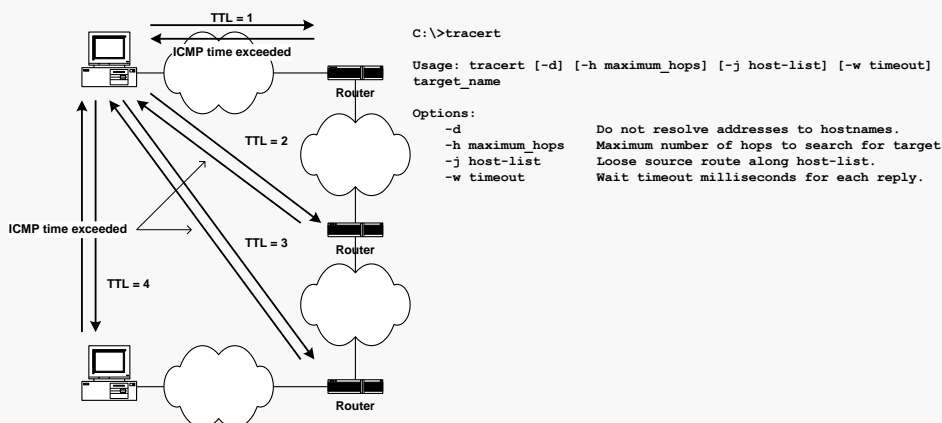 TTL = 1
ICMP time exceeded
Router
TTL = 2
ICMP time exceeded
Router
TTL = 3
TTL = 4
Router
C:\>tracert
Usage: tracert [-d] [-h maximum_hops] [-j host-list] [-w timeout]
target_name
Options:
-d Do not resolve addresses to hostnames.
-h maximum_hops Maximum number of hops to search for target
-j host-list Loose source route along host-list.
-w timeout Wait timeout milliseconds for each reply.